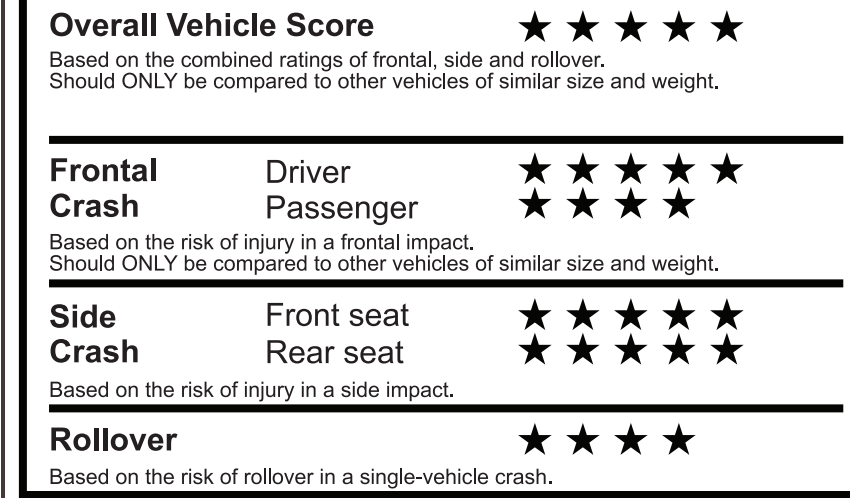 Overall Vehicle Score ★ ★ ★ ★ ★
Based on the combined ratings of frontal, side and rollover.
Should ONLY be compared to other vehicles of similar size and weight.
Frontal Driver ★ ★ ★ ★ ★
Crash Passenger ★ ★ ★ ★
Based on the risk of injury in a frontal impact.
Should ONLY be compared to other vehicles of similar size and weight.
Side Front seat ★ ★ ★ ★ ★
Crash Rear seat ★ ★ ★ ★ ★
Based on the risk of injury in a side impact.
Rollover ★ ★ ★ ★
Based on the risk of rollover in a single-vehicle crash.